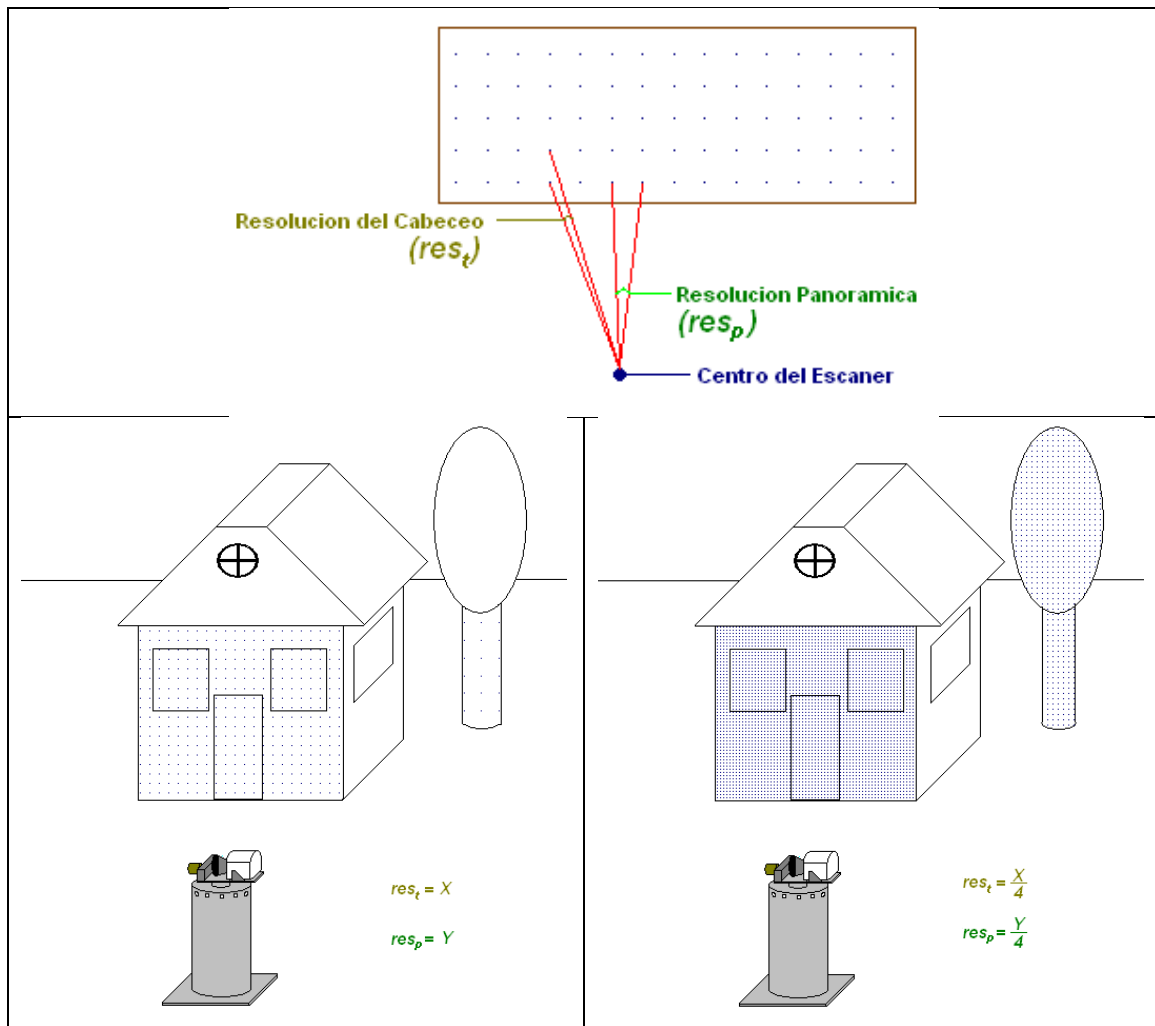 Resolucion del Cabeceo
(res_t)
Resolucion Panoramica
(res_p)
Centro del Escaner
res_t = X
res_p = Y
res_t = X/4
res_p = Y/4